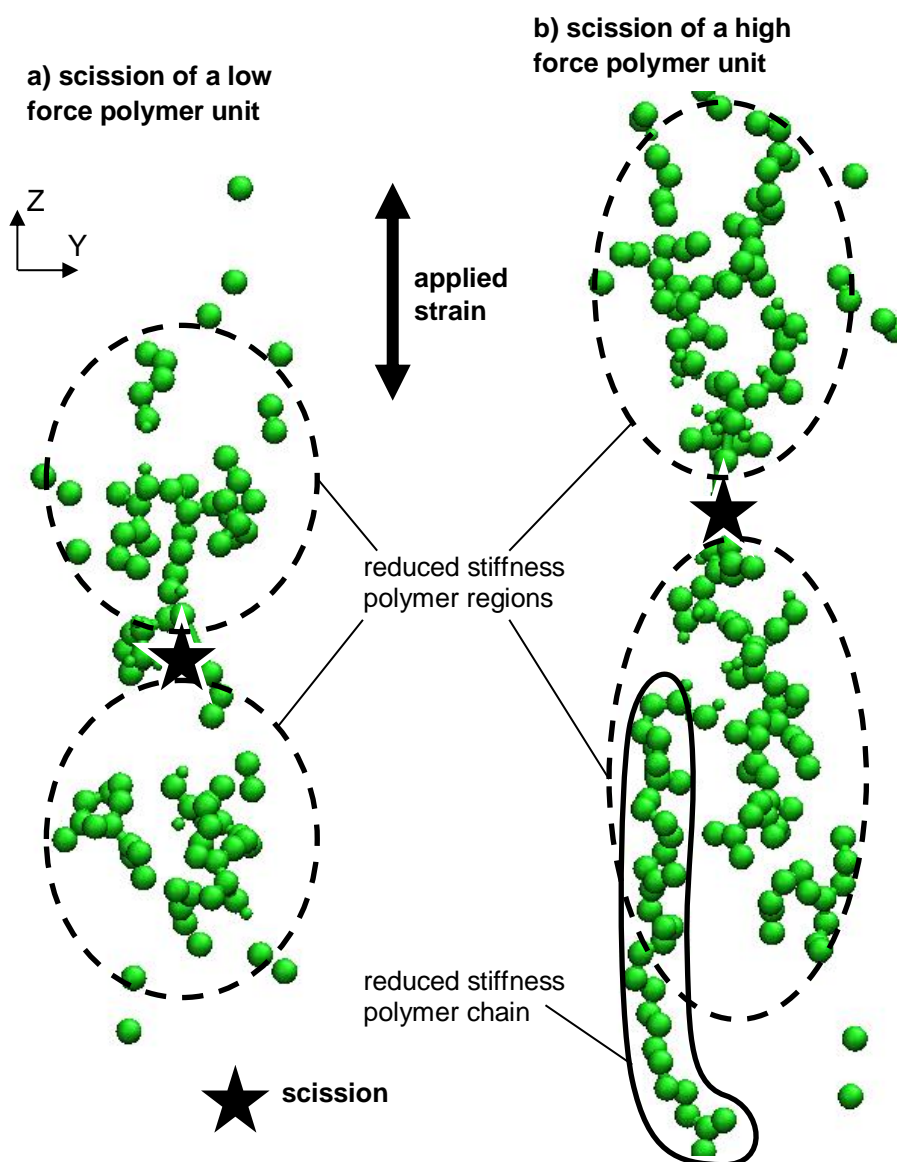 a) scission of a low
force polymer unit
b) scission of a high
force polymer unit
Z
Y
applied
strain
reduced stiffness
polymer regions
reduced stiffness
polymer chain
scission